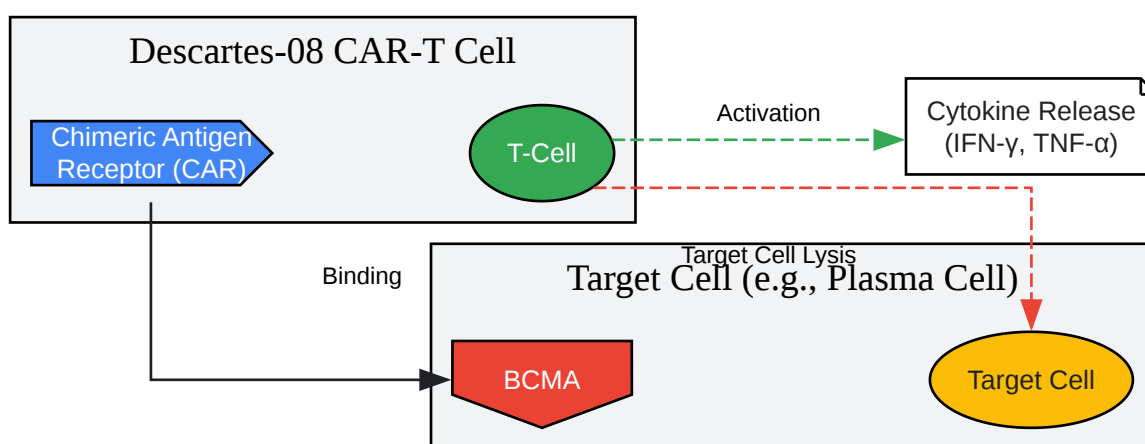 Descartes-08 CAR-T Cell
Chimeric Antigen
Receptor (CAR)
T-Cell
Activation
Cytokine Release
(IFN-γ, TNF-α)
Binding
Target Cell Lysis
Target Cell (e.g., Plasma Cell)
BCMA
Target Cell